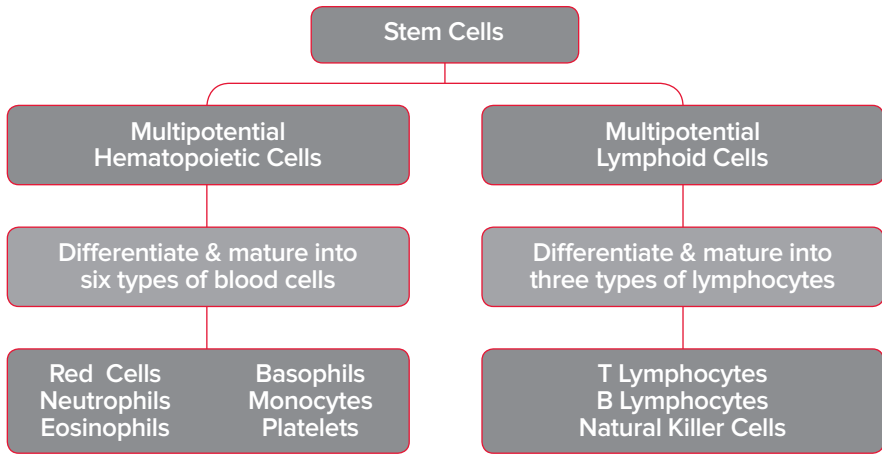 Stem Cells
Multipotential
Hematopoietic Cells
Multipotential
Lymphoid Cells
Differentiate & mature into
six types of blood cells
Differentiate & mature into
three types of lymphocytes
Red Cells
Neutrophils
Eosinophils
Basophils
Monocytes
Platelets
T Lymphocytes
B Lymphocytes
Natural Killer Cells